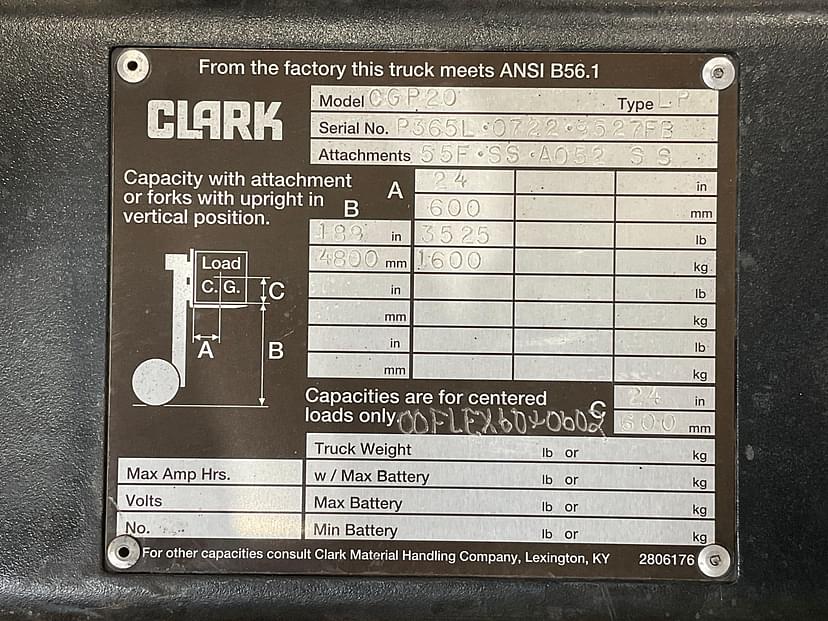 From the factory this truck meets ANSI B56.1
CLARK
Model CGP20 Type LP
Serial No. P365L·0722·9527FB
Attachments 55F·SS·A052 SS
Capacity with attachment
or forks with upright in
vertical position.
A 24 in
B 600 mm
189 in 3525 lb
4800 mm 1600 kg
in lb
mm kg
in lb
mm kg
Load
C.G.
C
A
B
Capacities are for centered
loads only
C 24 in
600 mm
Truck Weight lb or kg
w / Max Battery lb or kg
Max Battery lb or kg
Min Battery lb or kg
Max Amp Hrs.
Volts
No.
For other capacities consult Clark Material Handling Company, Lexington, KY 2806176